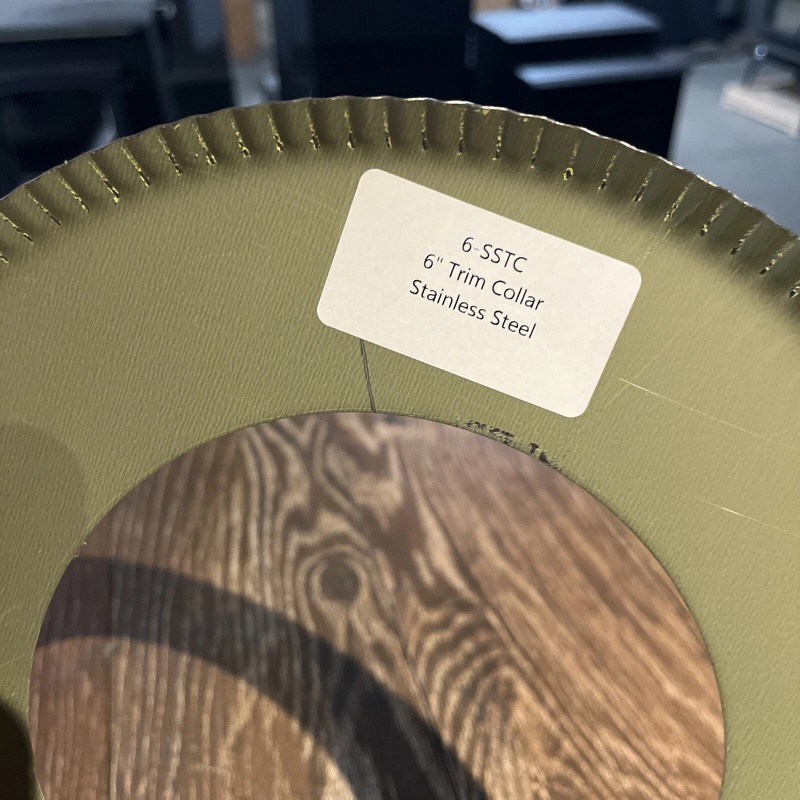 6-SSTC
6" Trim Collar
Stainless Steel